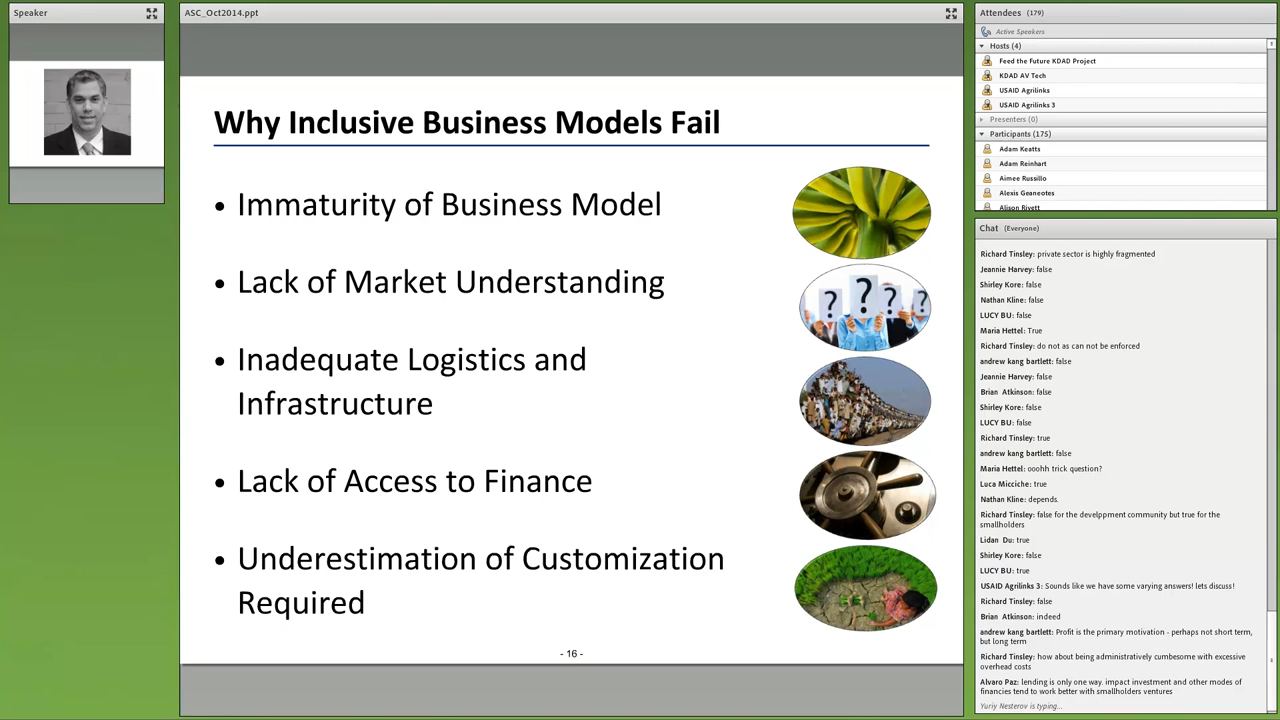 Speaker
ASC_Oct2014.ppt
Why Inclusive Business Models Fail
• Immaturity of Business Model
• Lack of Market Understanding
• Inadequate Logistics and
Infrastructure
• Lack of Access to Finance
• Underestimation of Customization
Required
? ? ? ?
- 16 -
Attendees (179)
Active Speakers
Hosts (4)
Feed the Future KDAD Project
KDAD AV Tech
USAID Agrilinks
USAID Agrilinks 3
Presenters (0)
Participants (175)
Adam Keatts
Adam Reinhart
Aimee Russillo
Alexis Geaneotes
Alison Rivett
Chat (Everyone)
Richard Tinsley: private sector is highly fragmented
Jeannie Harvey: false
Shirley Kore: false
Nathan Kline: false
LUCY BU: false
Maria Hettel: True
Richard Tinsley: do not as can not be enforced
andrew kang bartlett: false
Jeannie Harvey: false
Brian Atkinson: false
Shirley Kore: false
LUCY BU: false
Richard Tinsley: true
andrew kang bartlett: false
Maria Hettel: ooohh trick question?
Luca Micciche: true
Nathan Kline: depends.
Richard Tinsley: false for the develppment community but true for the
smallholders
Lidan Du: true
Shirley Kore: false
LUCY BU: true
USAID Agrilinks 3: Sounds like we have some varying answers! lets discuss!
Richard Tinsley: false
Brian Atkinson: indeed
andrew kang bartlett: Profit is the primary motivation - perhaps not short term,
but long term
Richard Tinsley: how about being administratively cumbesome with excessive
overhead costs
Alvaro Paz: lending is only one way. impact investment and other modes of
financies tend to work better with smallholders ventures
Yuriy Nesterov is typing...